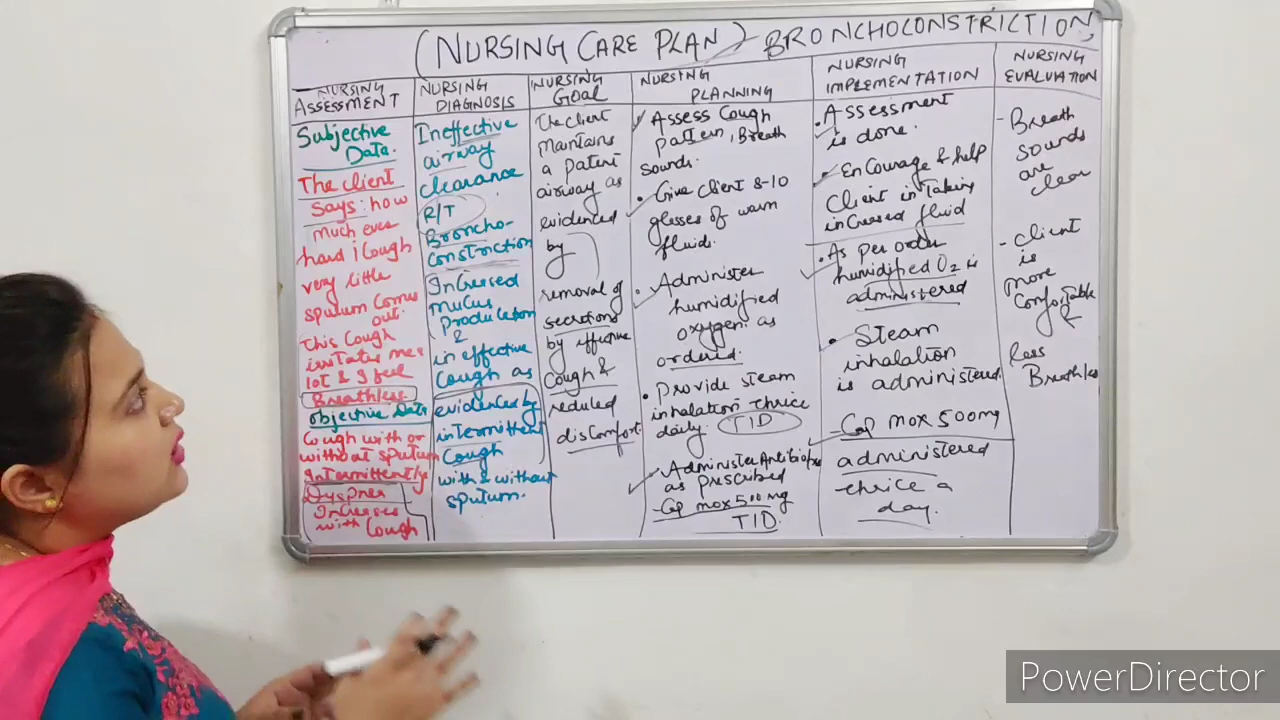 (NURSING CARE PLAN) BRONCHOCONSTRICTION
NURSING
ASSESSMENT
Subjective
Data.
The client
Says: how
much ever
hard i Cough
very little
sputum Comes
out.
This Cough
irritates me
lot & I feel
Breathless
Objective Data
Cough with or
without sputum
Intermittently
Dyspnea
Increases
with Cough
NURSING
DIAGNOSIS
Ineffective
airway
clearance
R/T
Broncho-
constriction
Increased
mucus
Production
&
in effective
Cough as
evidenced by
intermittent
Cough
with & without
sputum.
NURSING
GOAL
The client
maintains
a patent
airway as
evidenced
by
removal of
secretions
by effective
Cough &
reduced
discomfort
NURSING
PLANNING
Assess Cough
pattern, Breath
sounds.
• Give client 8-10
glasses of warm
fluids.
• Administer
humidified
oxygen as
ordered.
• Provide steam
inhalation thrice
daily TID
• Administer Antibiotics
as prescribed
-Cap mox 500 mg
TID.
NURSING
IMPLEMENTATION
• Assessment
is done.
• EnCourage & help
Client in Taking
inCreased fluid
• As per order
humidified O2 is
administered
• Steam
inhalation
is administered
-Cap mox 500mg
administered
thrice a
day.
NURSING
EVALUATION
- Breath
sounds
are
clear
- client
is
more
Comfortable
&
less
Breathless
PowerDirector